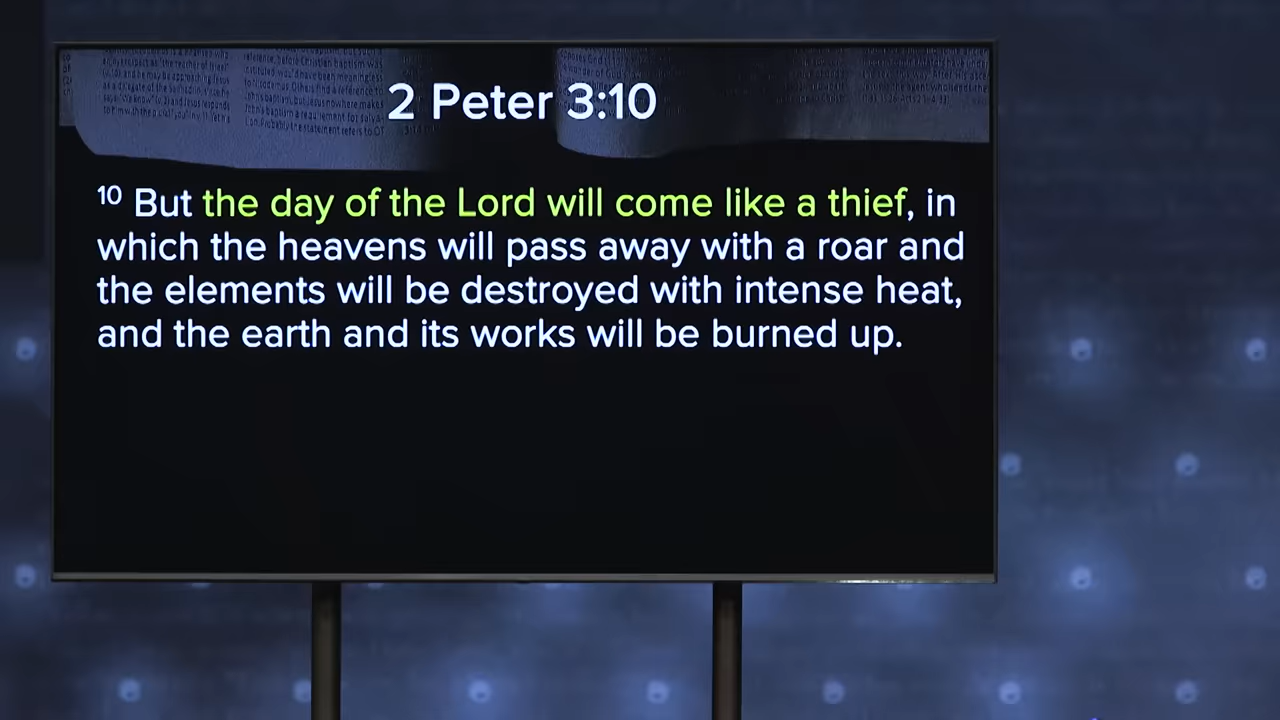 2 Peter 3:10
10 But the day of the Lord will come like a thief, in
which the heavens will pass away with a roar and
the elements will be destroyed with intense heat,
and the earth and its works will be burned up.